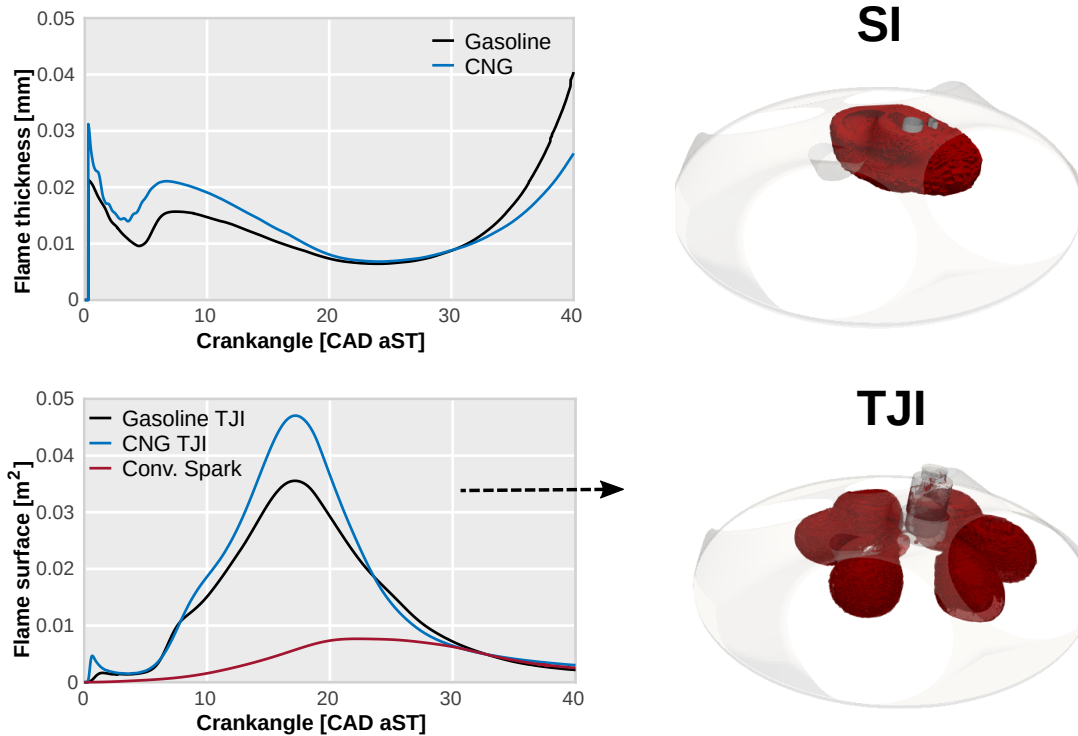 SI
0.05
0.04
0.03
0.02
0.01
0
Flame thickness [mm]
Gasoline
CNG
0 10 20 30 40
Crankangle [CAD aST]
TJI
0.05
0.04
0.03
0.02
0.01
0
Flame surface [m²]
Gasoline TJI
CNG TJI
Conv. Spark
0 10 20 30 40
Crankangle [CAD aST]